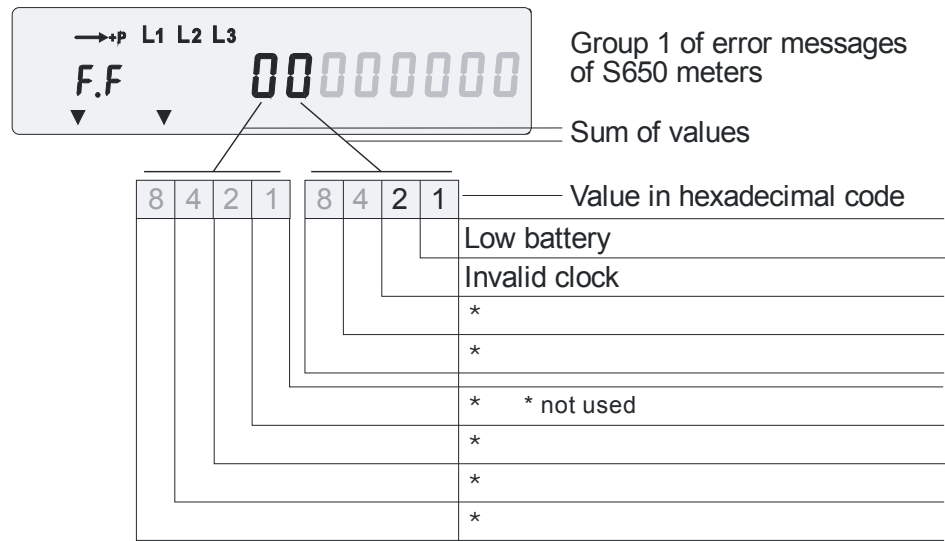 +P L1 L2 L3
F.F 00000000
Group 1 of error messages
of S650 meters
Sum of values
8 4 2 1 8 4 2 1
Value in hexadecimal code
Low battery
Invalid clock
*
*
* * not used
*
*
*